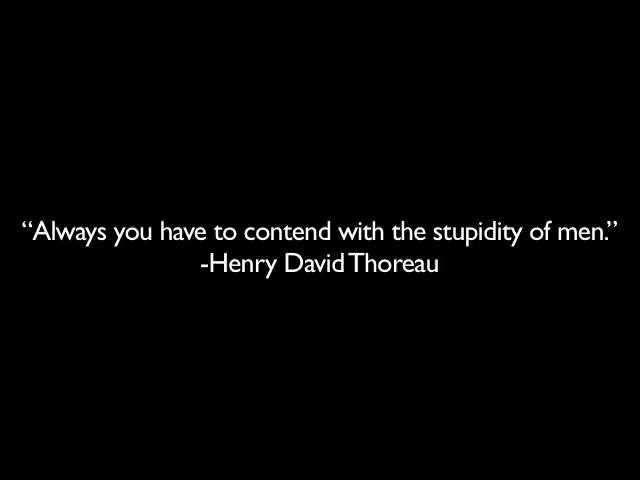 “Always you have to contend with the stupidity of men.”
-Henry David Thoreau